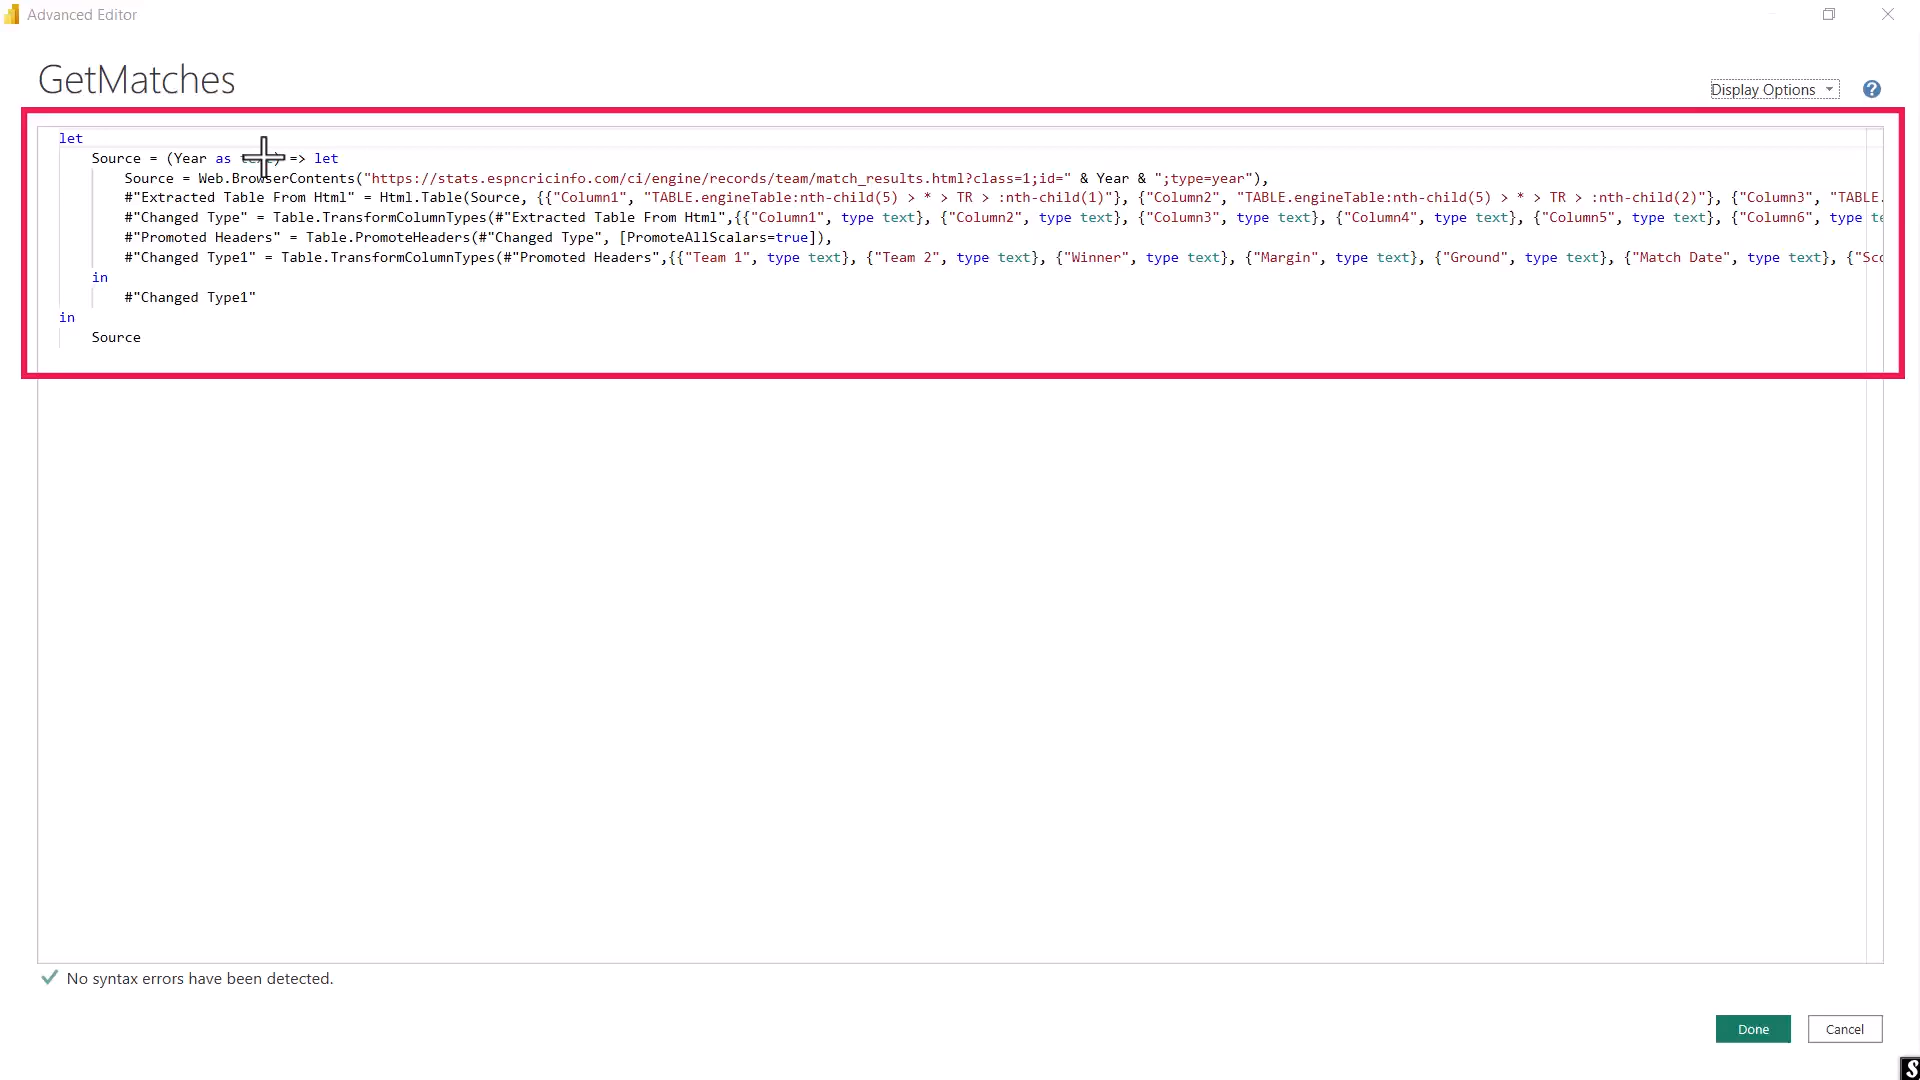 Advanced Editor
GetMatches
Display Options
?
let
Source = (Year as text) => let
Source = Web.BrowserContents("https://stats.espncricinfo.com/ci/engine/records/team/match_results.html?class=1;id=" & Year & ";type=year"),
#"Extracted Table From Html" = Html.Table(Source, {{"Column1", "TABLE.engineTable:nth-child(5) > * > TR > :nth-child(1)"}, {"Column2", "TABLE.engineTable:nth-child(5) > * > TR > :nth-child(2)"}, {"Column3", "TABLE.
#"Changed Type" = Table.TransformColumnTypes(#"Extracted Table From Html",{{"Column1", type text}, {"Column2", type text}, {"Column3", type text}, {"Column4", type text}, {"Column5", type text}, {"Column6", type te
#"Promoted Headers" = Table.PromoteHeaders(#"Changed Type", [PromoteAllScalars=true]),
#"Changed Type1" = Table.TransformColumnTypes(#"Promoted Headers",{{"Team 1", type text}, {"Team 2", type text}, {"Winner", type text}, {"Margin", type text}, {"Ground", type text}, {"Match Date", type text}, {"Sco
in
#"Changed Type1"
in
Source
No syntax errors have been detected.
Done
Cancel
S